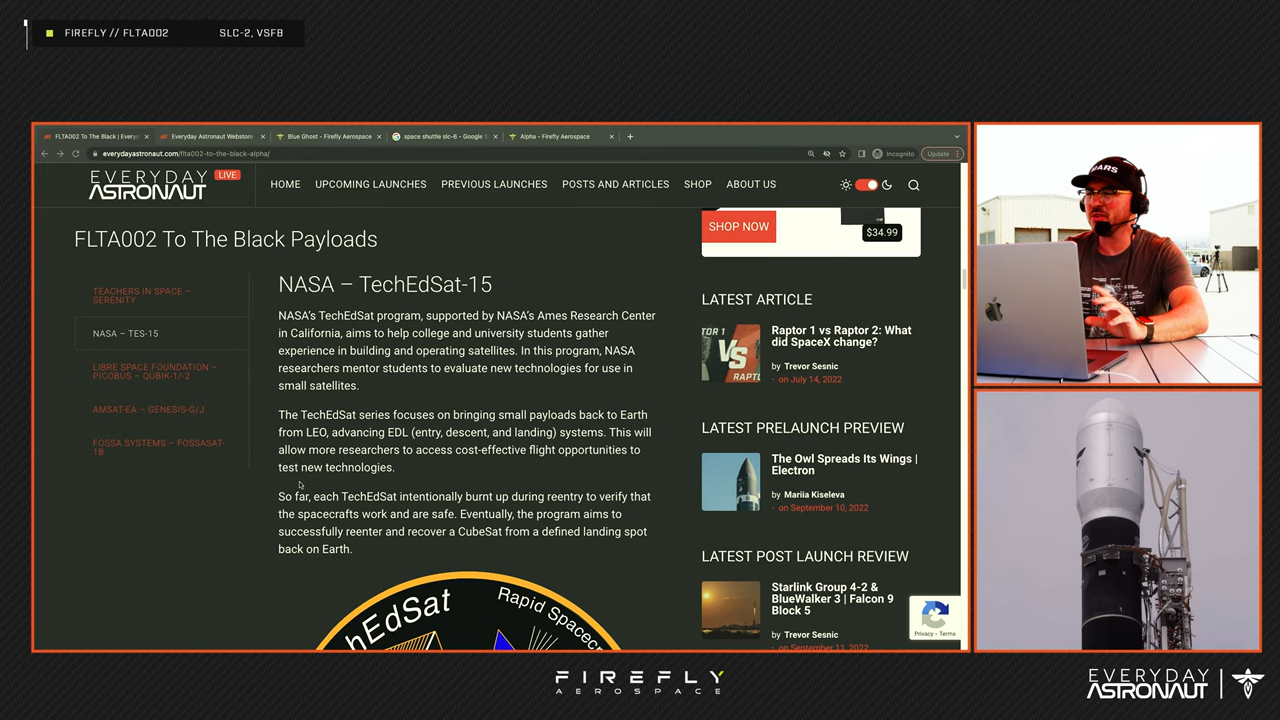 FIREFLY // FLTA002 SLC-2, VSFB
FLTA002 To The Black | Everyc
Everyday Astronaut Webstore
Blue Ghost - Firefly Aerospace
space shuttle slc-6 - Google S
Alpha - Firefly Aerospace
everydayastronaut.com/flta002-to-the-black-alpha/
Incognito
Update
EVERYDAY
ASTRONAUT
LIVE
HOME UPCOMING LAUNCHES PREVIOUS LAUNCHES POSTS AND ARTICLES SHOP ABOUT US
FLTA002 To The Black Payloads
TEACHERS IN SPACE –
SERENITY
NASA – TES-15
LIBRE SPACE FOUNDATION –
PICOBUS – QUBIK-1/-2
AMSAT-EA – GENESIS-G/J
FOSSA SYSTEMS – FOSSASAT-
1B
NASA – TechEdSat-15
NASA's TechEdSat program, supported by NASA's Ames Research Center
in California, aims to help college and university students gather
experience in building and operating satellites. In this program, NASA
researchers mentor students to evaluate new technologies for use in
small satellites.
The TechEdSat series focuses on bringing small payloads back to Earth
from LEO, advancing EDL (entry, descent, and landing) systems. This will
allow more researchers to access cost-effective flight opportunities to
test new technologies.
So far, each TechEdSat intentionally burnt up during reentry to verify that
the spacecrafts work and are safe. Eventually, the program aims to
successfully reenter and recover a CubeSat from a defined landing spot
back on Earth.
hEdSat Rapid Spacecr
SHOP NOW
$34.99
LATEST ARTICLE
TOR 1
VS
RAPTO
Raptor 1 vs Raptor 2: What
did SpaceX change?
by Trevor Sesnic
- on July 14, 2022
LATEST PRELAUNCH PREVIEW
The Owl Spreads Its Wings |
Electron
by Mariia Kiseleva
- on September 10, 2022
LATEST POST LAUNCH REVIEW
Starlink Group 4-2 &
BlueWalker 3 | Falcon 9
Block 5
by Trevor Sesnic
- on September 11, 2022
Privacy - Terms
MARS
FIREFLY
AEROSPACE
EVERYDAY
ASTRONAUT